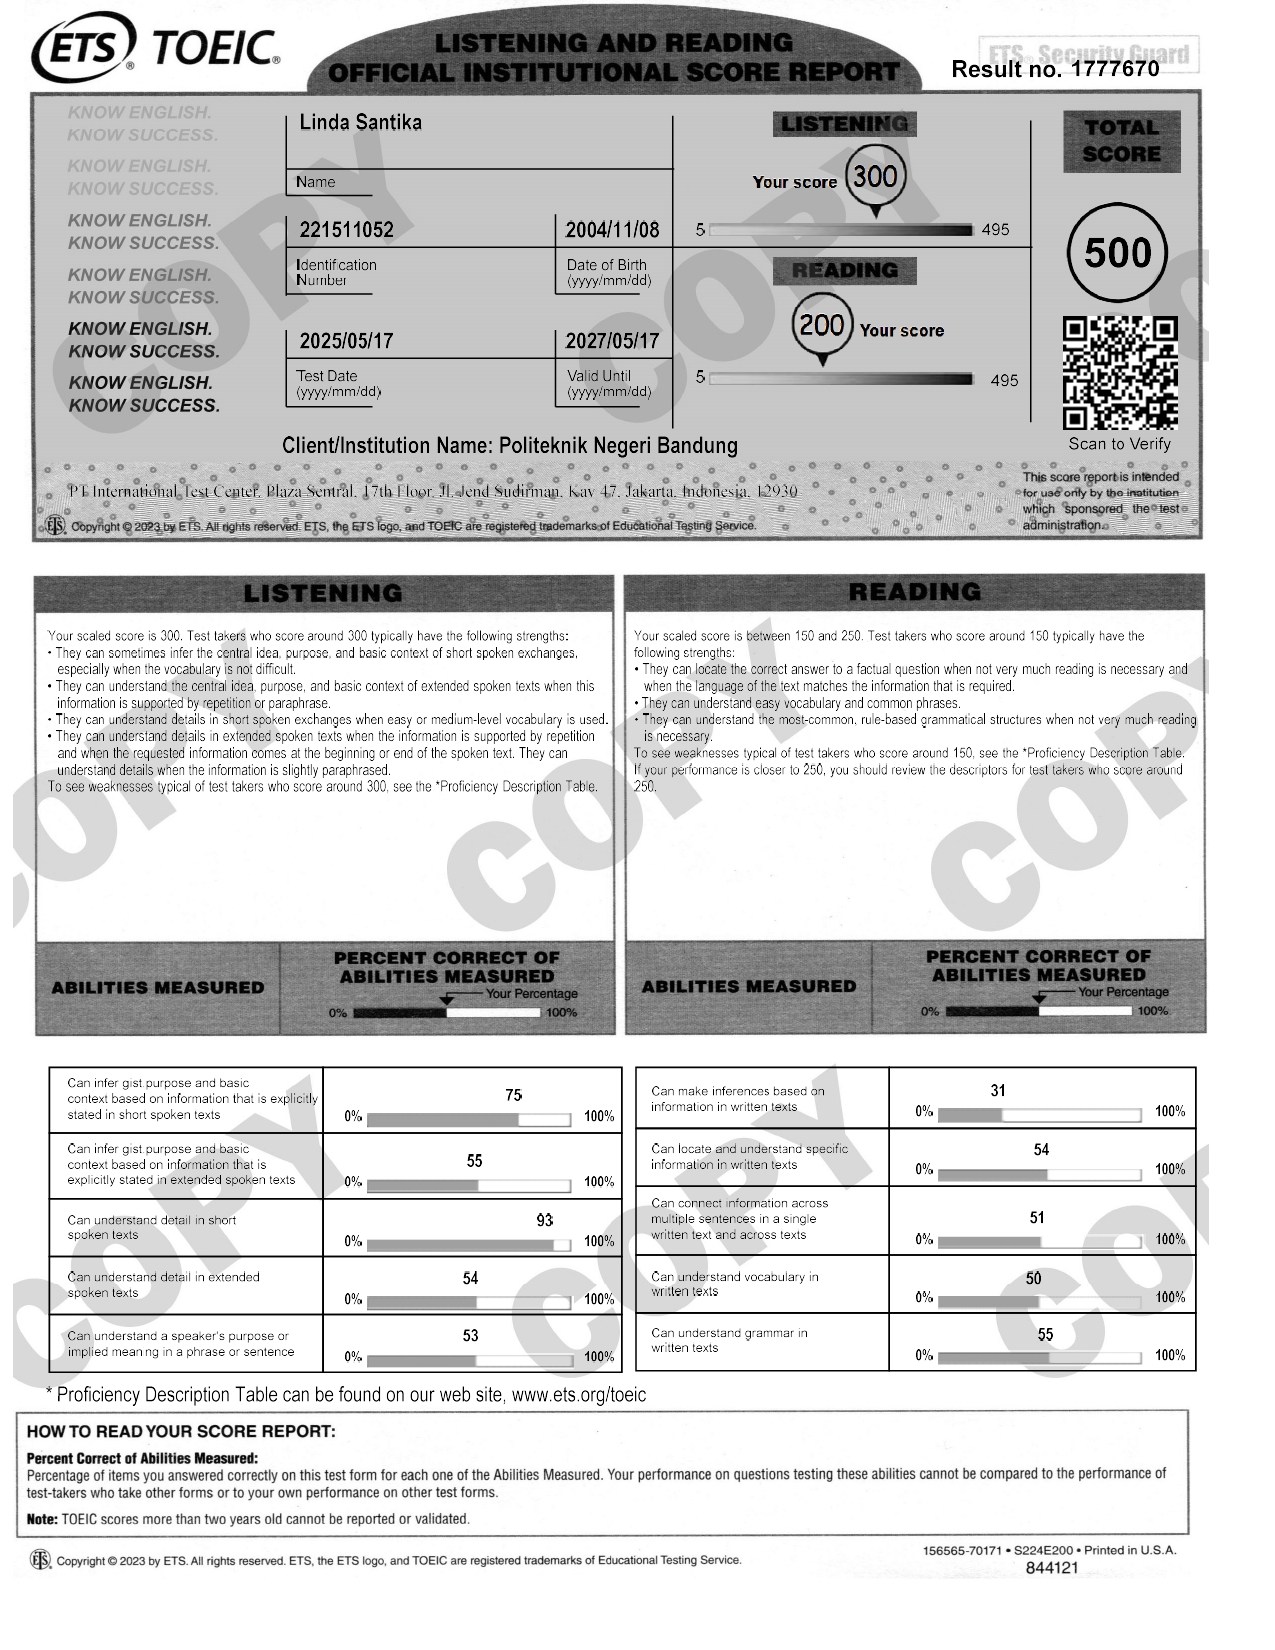 ETS® TOEIC®
LISTENING AND READING
OFFICIAL INSTITUTIONAL SCORE REPORT
ETS® Security Guard
Result no. 1777670
KNOW ENGLISH.
KNOW SUCCESS.
KNOW ENGLISH.
KNOW SUCCESS.
KNOW ENGLISH.
KNOW SUCCESS.
KNOW ENGLISH.
KNOW SUCCESS.
KNOW ENGLISH.
KNOW SUCCESS.
KNOW ENGLISH.
KNOW SUCCESS.
Linda Santika
Name
221511052
Identification
Number
2004/11/08
Date of Birth
(yyyy/mm/dd)
2025/05/17
Test Date
(yyyy/mm/dd)
2027/05/17
Valid Until
(yyyy/mm/dd)
LISTENING
Your score 300
5 495
READING
200 Your score
5 495
TOTAL
SCORE
500
Scan to Verify
Client/Institution Name: Politeknik Negeri Bandung
PT International Test Center, Plaza Sentral, 17th Floor, Jl. Jend Sudirman, Kav 47, Jakarta, Indonesia, 12930
ETS® Copyright © 2023 by ETS. All rights reserved. ETS, the ETS logo, and TOEIC are registered trademarks of Educational Testing Service.
This score report is intended
for use only by the institution
which sponsored the test
administration.
COPY
COPY
LISTENING
Your scaled score is 300. Test takers who score around 300 typically have the following strengths:
• They can sometimes infer the central idea, purpose, and basic context of short spoken exchanges,
especially when the vocabulary is not difficult.
• They can understand the central idea, purpose, and basic context of extended spoken texts when this
information is supported by repetition or paraphrase.
• They can understand details in short spoken exchanges when easy or medium-level vocabulary is used.
• They can understand details in extended spoken texts when the information is supported by repetition
and when the requested information comes at the beginning or end of the spoken text. They can
understand details when the information is slightly paraphrased.
To see weaknesses typical of test takers who score around 300, see the *Proficiency Description Table.
READING
Your scaled score is between 150 and 250. Test takers who score around 150 typically have the
following strengths:
• They can locate the correct answer to a factual question when not very much reading is necessary and
when the language of the text matches the information that is required.
• They can understand easy vocabulary and common phrases.
• They can understand the most-common, rule-based grammatical structures when not very much reading
is necessary.
To see weaknesses typical of test takers who score around 150, see the *Proficiency Description Table.
If your performance is closer to 250, you should review the descriptors for test takers who score around
250.
COPY
COPY
COPY
ABILITIES MEASURED
PERCENT CORRECT OF
ABILITIES MEASURED
Your Percentage
0% 100%
ABILITIES MEASURED
PERCENT CORRECT OF
ABILITIES MEASURED
Your Percentage
0% 100%
Can infer gist purpose and basic
context based on information that is explicitly
stated in short spoken texts
75
0% 100%
Can infer gist purpose and basic
context based on information that is
explicitly stated in extended spoken texts
55
0% 100%
Can understand detail in short
spoken texts
93
0% 100%
Can understand detail in extended
spoken texts
54
0% 100%
Can understand a speaker's purpose or
implied meaning in a phrase or sentence
53
0% 100%
Can make inferences based on
information in written texts
31
0% 100%
Can locate and understand specific
information in written texts
54
0% 100%
Can connect information across
multiple sentences in a single
written text and across texts
51
0% 100%
Can understand vocabulary in
written texts
50
0% 100%
Can understand grammar in
written texts
55
0% 100%
COPY
COPY
COPY
* Proficiency Description Table can be found on our web site, www.ets.org/toeic
HOW TO READ YOUR SCORE REPORT:
Percent Correct of Abilities Measured:
Percentage of items you answered correctly on this test form for each one of the Abilities Measured. Your performance on questions testing these abilities cannot be compared to the performance of
test-takers who take other forms or to your own performance on other test forms.
Note: TOEIC scores more than two years old cannot be reported or validated.
ETS® Copyright © 2023 by ETS. All rights reserved. ETS, the ETS logo, and TOEIC are registered trademarks of Educational Testing Service.
156565-70171 • S224E200 • Printed in U.S.A.
844121